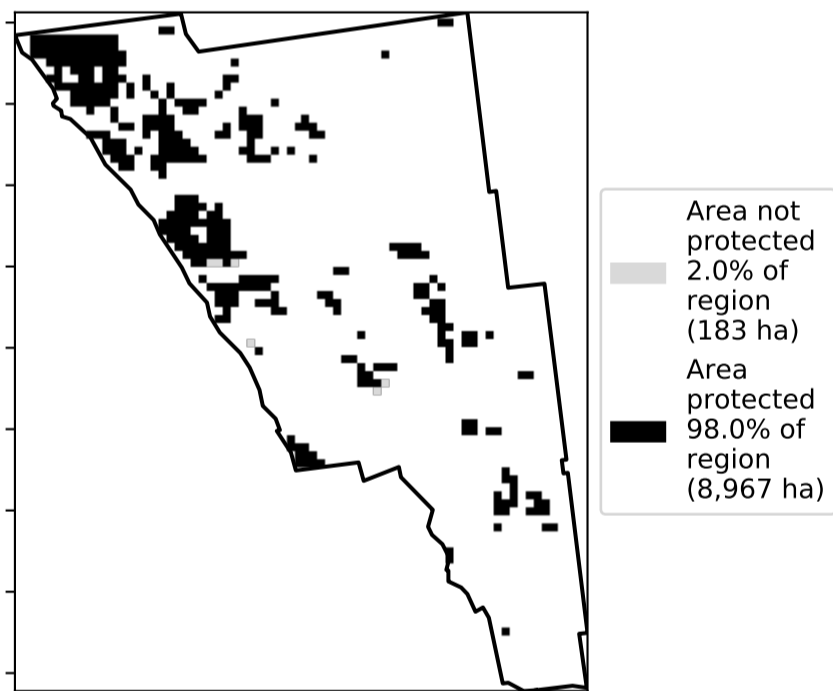 Area not
protected
2.0% of
region
(183 ha)
Area
protected
98.0% of
region
(8,967 ha)